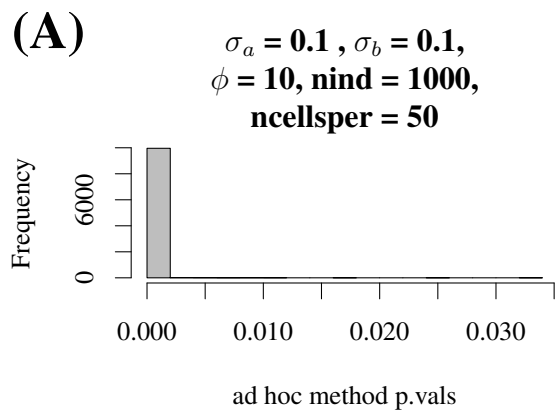 (A)
σₐ = 0.1 , σ_b = 0.1,
ϕ = 10, nind = 1000,
ncellsper = 50
Frequency
6000
0
0.000 0.010 0.020 0.030
ad hoc method p.vals